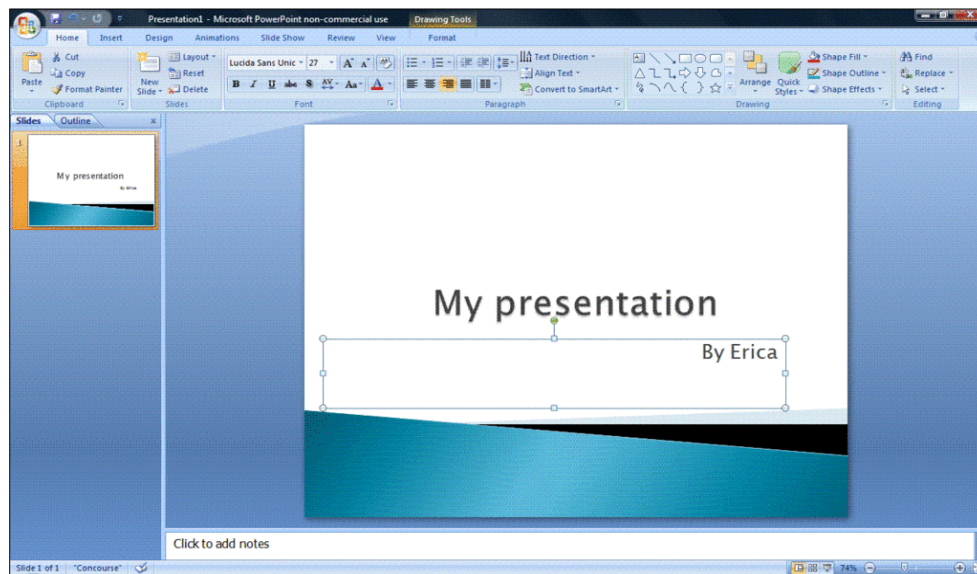 Presentation1 - Microsoft PowerPoint non-commercial use
Drawing Tools
Home Insert Design Animations Slide Show Review View Format
Paste
Cut
Copy
Format Painter
Clipboard
New
Slide
Layout
Reset
Delete
Slides
Lucida Sans Unic 27 A A
B I U abc S AV Aa A
Font
Text Direction
Align Text
Convert to SmartArt
Paragraph
Arrange
Quick
Styles
Shape Fill
Shape Outline
Shape Effects
Drawing
Find
Replace
Select
Editing
Slides Outline x
My presentation
By Erica
My presentation
By Erica
Click to add notes
Slide 1 of 1 "Concourse" 74%